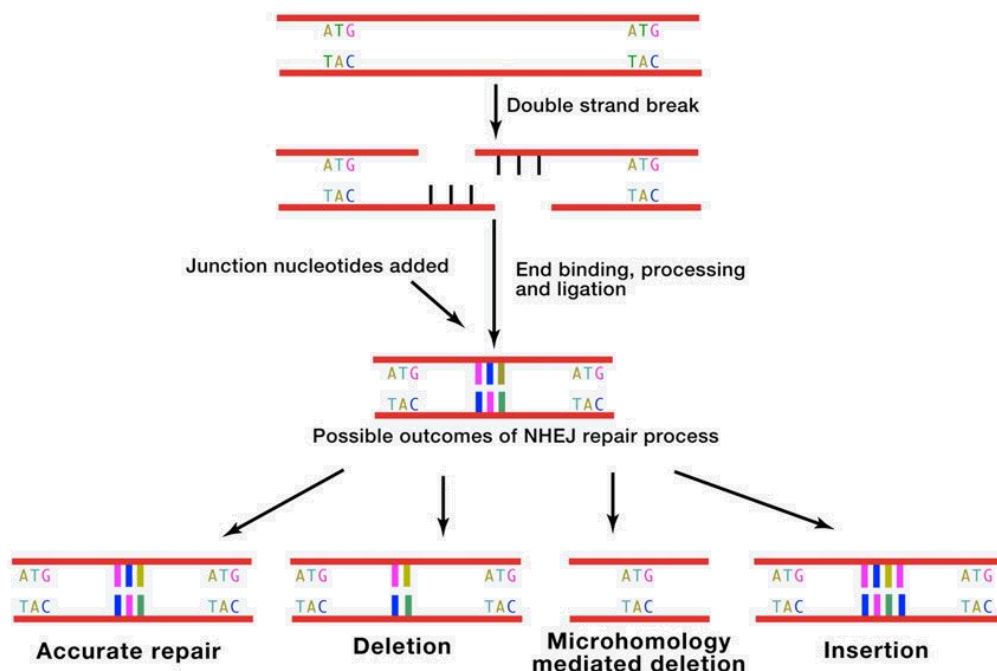 ATG ATG
TAC TAC
Double strand break
ATG ATG
TAC TAC
Junction nucleotides added
End binding, processing
and ligation
ATG ATG
TAC TAC
Possible outcomes of NHEJ repair process
ATG ATG ATG ATG ATG ATG ATG
TAC TAC TAC TAC TAC TAC TAC
Accurate repair
Deletion
Microhomology
mediated deletion
Insertion